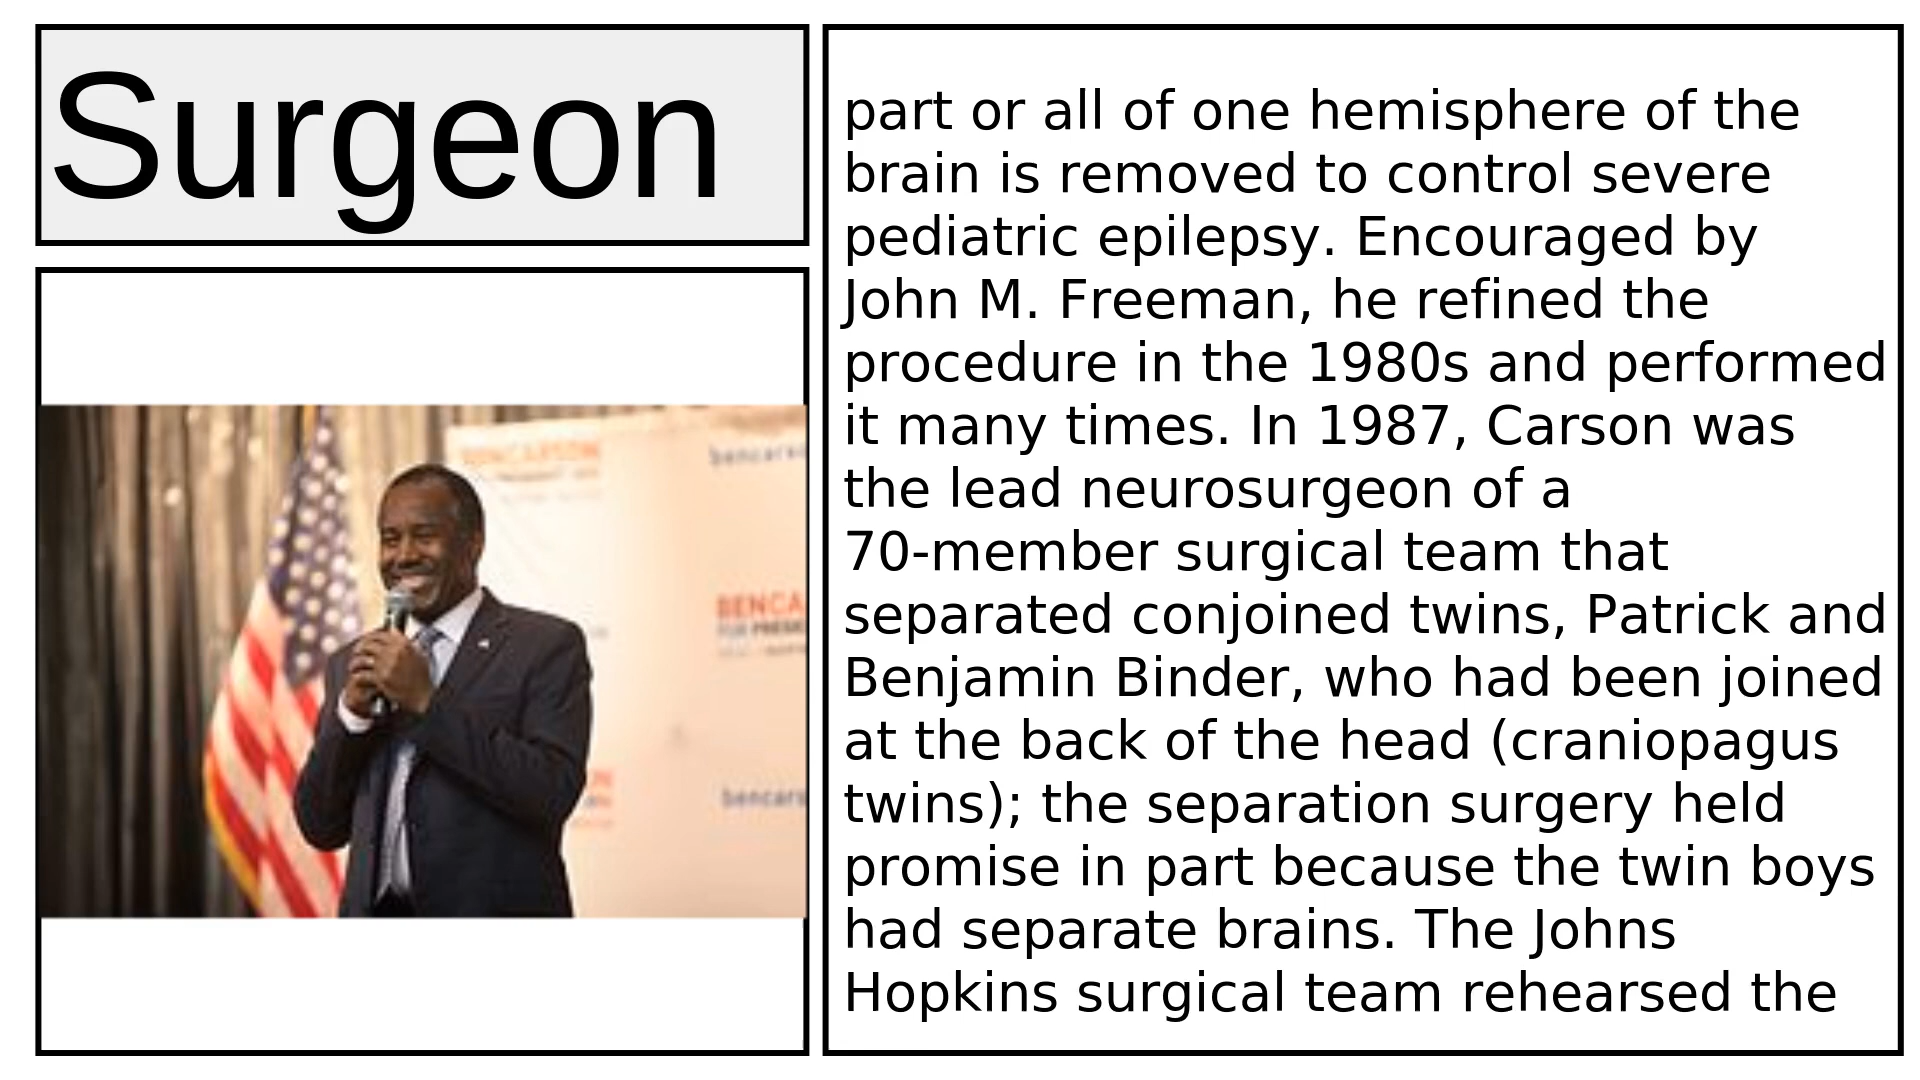 Surgeon
BENCARSON
bencars
BENCA
bencars
part or all of one hemisphere of the
brain is removed to control severe
pediatric epilepsy. Encouraged by
John M. Freeman, he refined the
procedure in the 1980s and performed
it many times. In 1987, Carson was
the lead neurosurgeon of a
70-member surgical team that
separated conjoined twins, Patrick and
Benjamin Binder, who had been joined
at the back of the head (craniopagus
twins); the separation surgery held
promise in part because the twin boys
had separate brains. The Johns
Hopkins surgical team rehearsed the